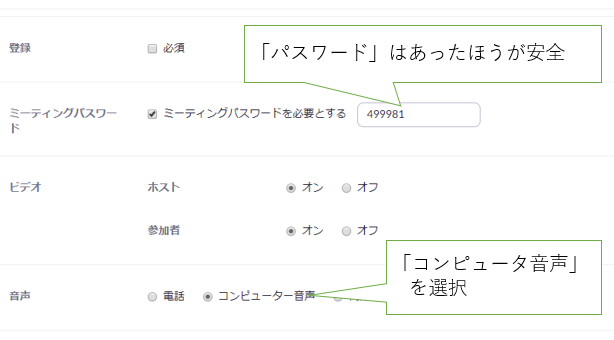 登録
必須
「パスワード」はあったほうが安全
ミーティングパスワー
ド
ミーティングパスワードを必要とする
499981
ビデオ
ホスト
オン
オフ
参加者
オン
オフ
「コンピュータ音声」
を選択
音声
電話
コンピューター音声